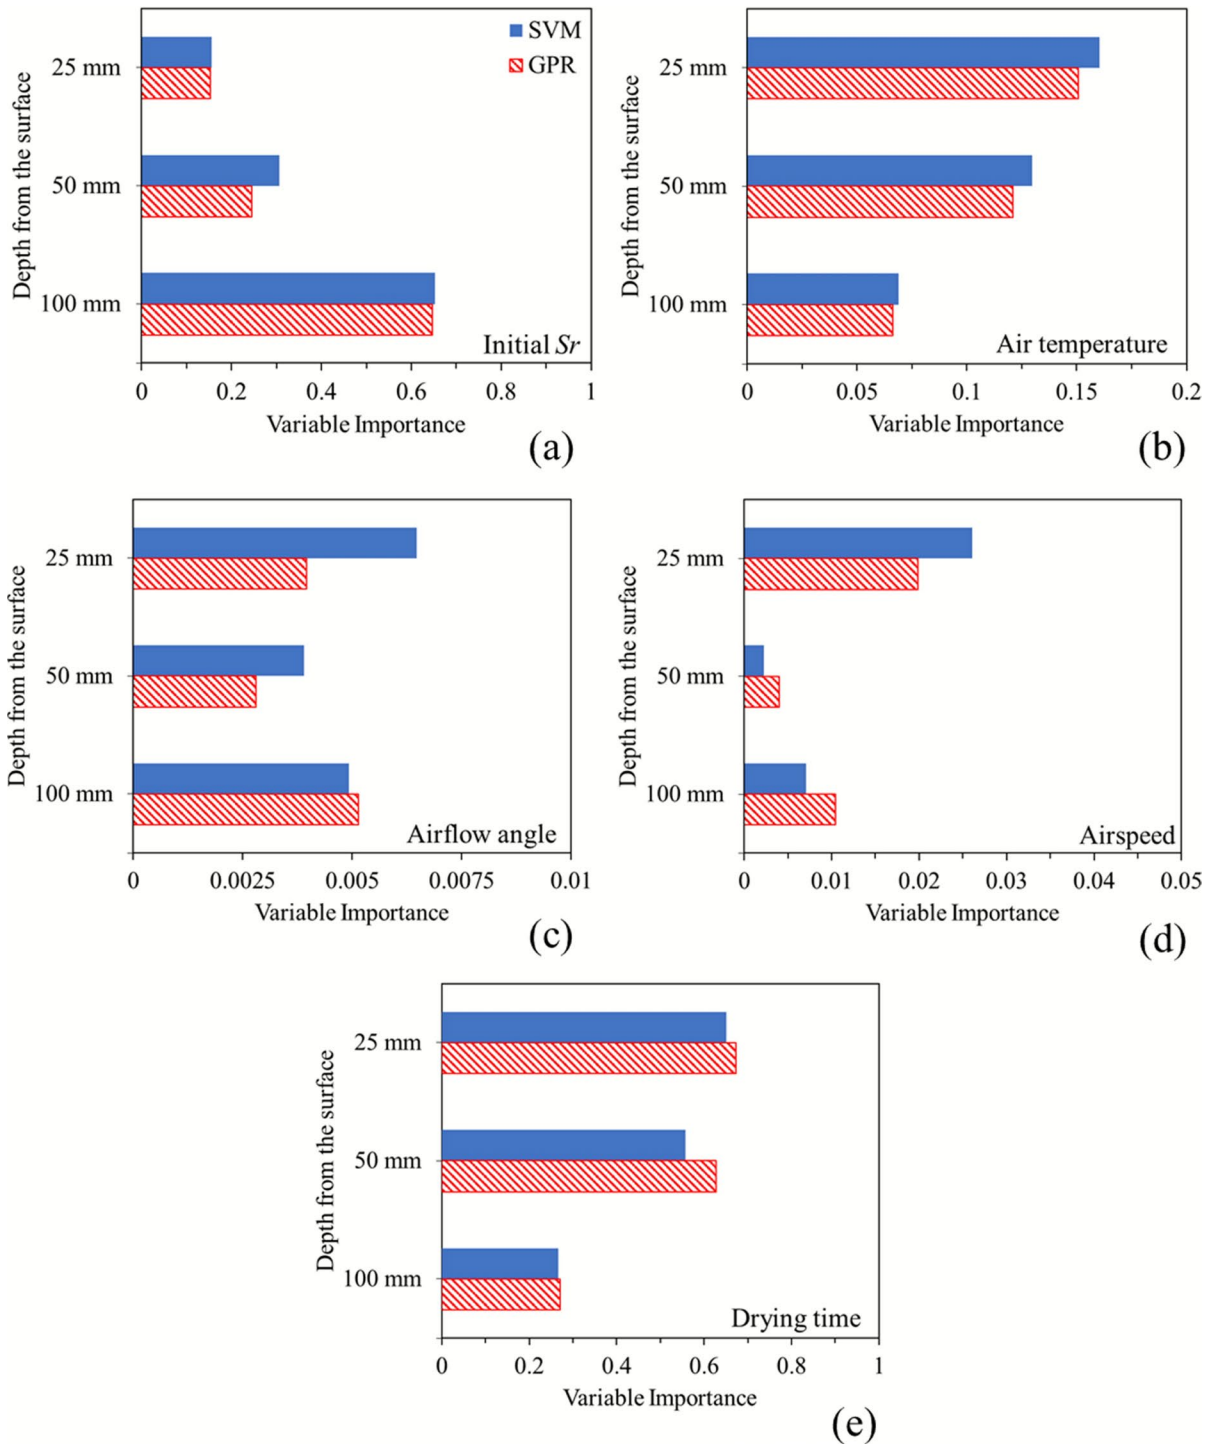 SVM
GPR
Depth from the surface
25 mm
50 mm
100 mm
Initial Sr
0 0.2 0.4 0.6 0.8 1
Variable Importance
(a)
Depth from the surface
25 mm
50 mm
100 mm
Air temperature
0 0.05 0.1 0.15 0.2
Variable Importance
(b)
Depth from the surface
25 mm
50 mm
100 mm
Airflow angle
0 0.0025 0.005 0.0075 0.01
Variable Importance
(c)
Depth from the surface
25 mm
50 mm
100 mm
Airspeed
0 0.01 0.02 0.03 0.04 0.05
Variable Importance
(d)
Depth from the surface
25 mm
50 mm
100 mm
Drying time
0 0.2 0.4 0.6 0.8 1
Variable Importance
(e)